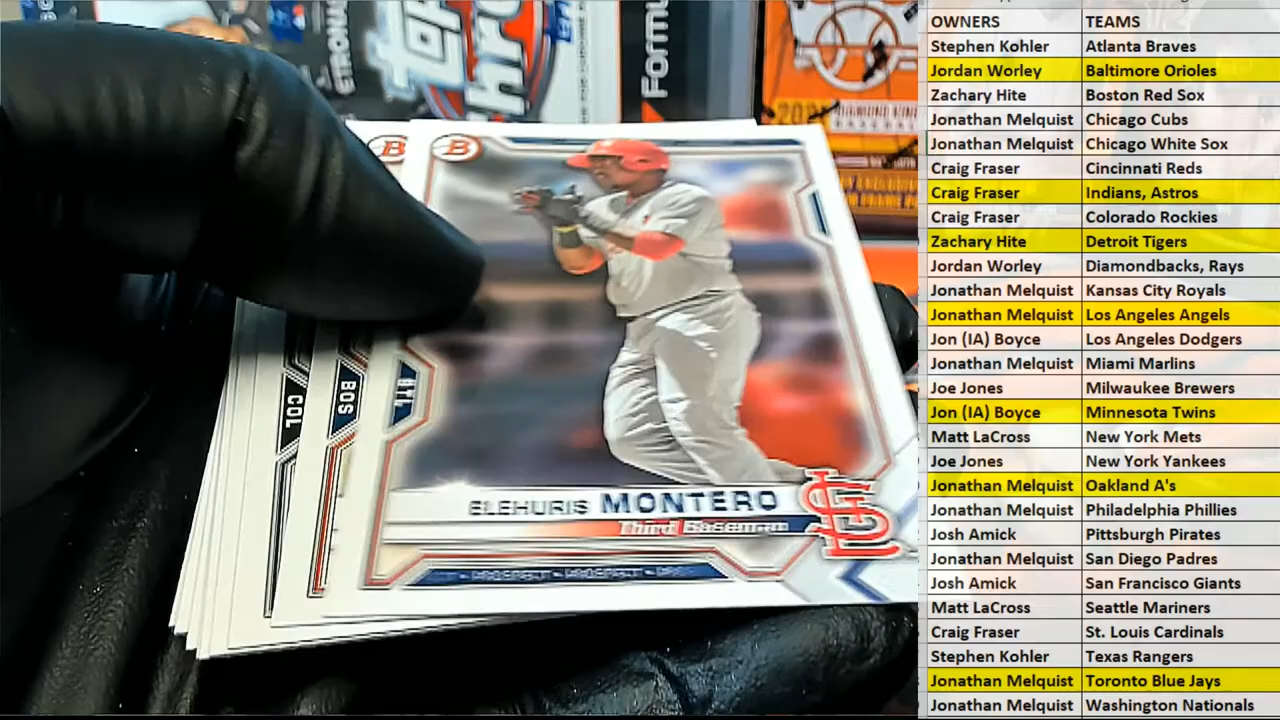 ETRONA
Formu
202
DIAMOND KING
B
B
COL
BOS
STL
ELEHURIS MONTERO
Third Baseman
PROSPECT - PROSPECT
OWNERS TEAMS
Stephen Kohler Atlanta Braves
Jordan Worley Baltimore Orioles
Zachary Hite Boston Red Sox
Jonathan Melquist Chicago Cubs
Jonathan Melquist Chicago White Sox
Craig Fraser Cincinnati Reds
Craig Fraser Indians, Astros
Craig Fraser Colorado Rockies
Zachary Hite Detroit Tigers
Jordan Worley Diamondbacks, Rays
Jonathan Melquist Kansas City Royals
Jonathan Melquist Los Angeles Angels
Jon (IA) Boyce Los Angeles Dodgers
Jonathan Melquist Miami Marlins
Joe Jones Milwaukee Brewers
Jon (IA) Boyce Minnesota Twins
Matt LaCross New York Mets
Joe Jones New York Yankees
Jonathan Melquist Oakland A's
Jonathan Melquist Philadelphia Phillies
Josh Amick Pittsburgh Pirates
Jonathan Melquist San Diego Padres
Josh Amick San Francisco Giants
Matt LaCross Seattle Mariners
Craig Fraser St. Louis Cardinals
Stephen Kohler Texas Rangers
Jonathan Melquist Toronto Blue Jays
Jonathan Melquist Washington Nationals